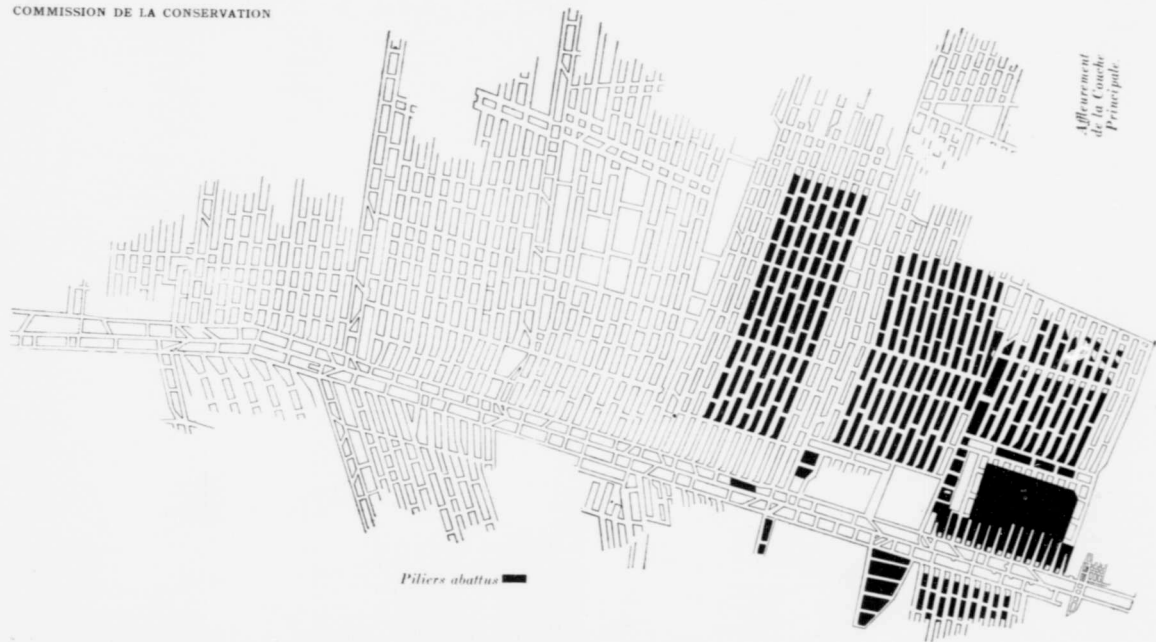 COMMISSION DE LA CONSERVATION
Affleurement
de la Couche
Principale
Piliers abattus